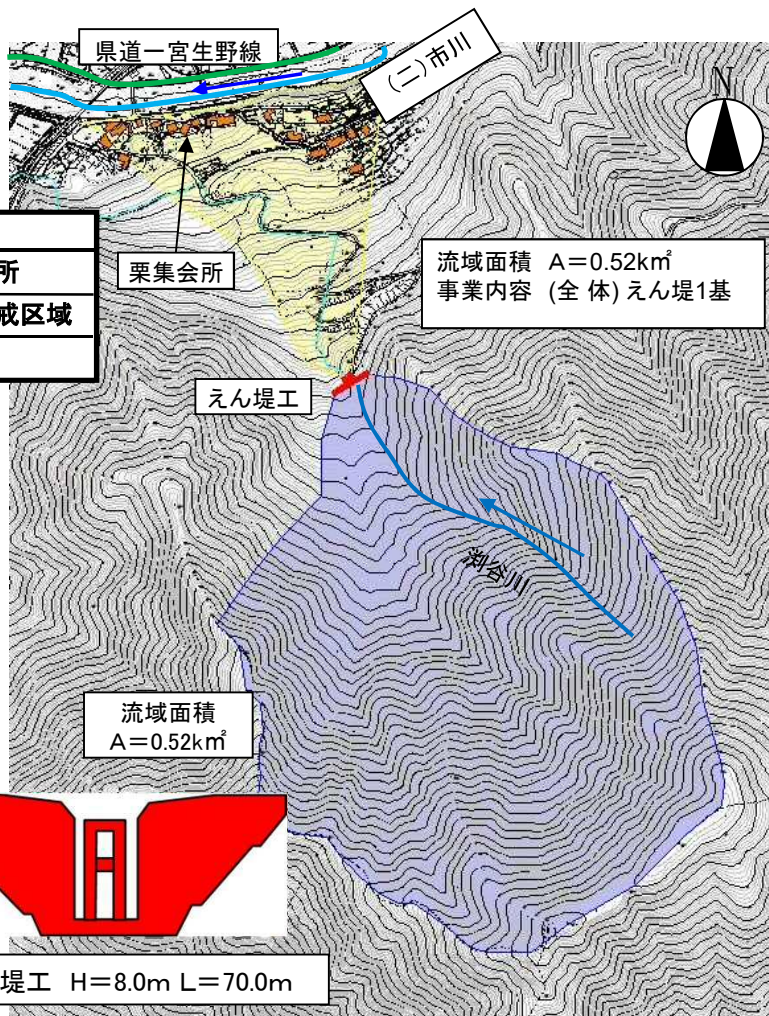 県道一宮生野線
(二)市川
N
所
戒区域
栗集会所
流域面積 A=0.52k㎡
事業内容 (全 体) えん堤1基
えん堤工
渕谷川
流域面積
A=0.52k㎡
堤工 H=8.0m L=70.0m